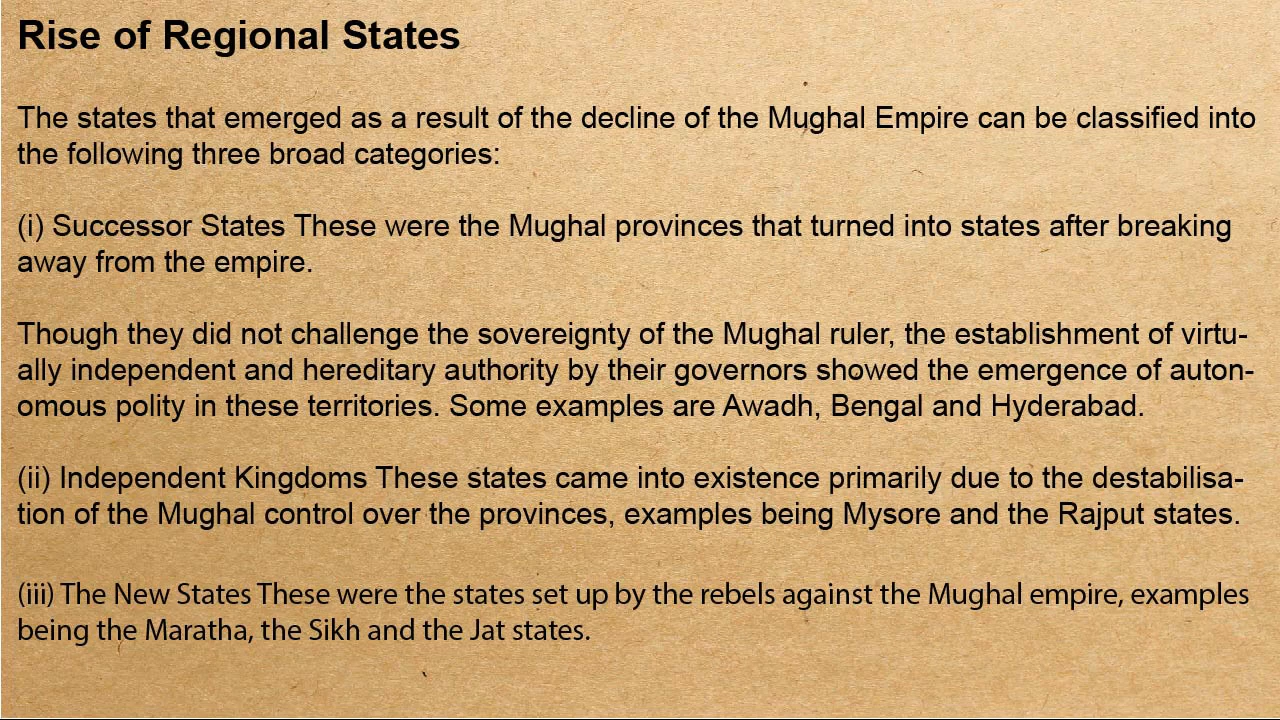 Rise of Regional States
The states that emerged as a result of the decline of the Mughal Empire can be classified into
the following three broad categories:
(i) Successor States These were the Mughal provinces that turned into states after breaking
away from the empire.
Though they did not challenge the sovereignty of the Mughal ruler, the establishment of virtu-
ally independent and hereditary authority by their governors showed the emergence of auton-
omous polity in these territories. Some examples are Awadh, Bengal and Hyderabad.
(ii) Independent Kingdoms These states came into existence primarily due to the destabilisa-
tion of the Mughal control over the provinces, examples being Mysore and the Rajput states.
(iii) The New States These were the states set up by the rebels against the Mughal empire, examples
being the Maratha, the Sikh and the Jat states.